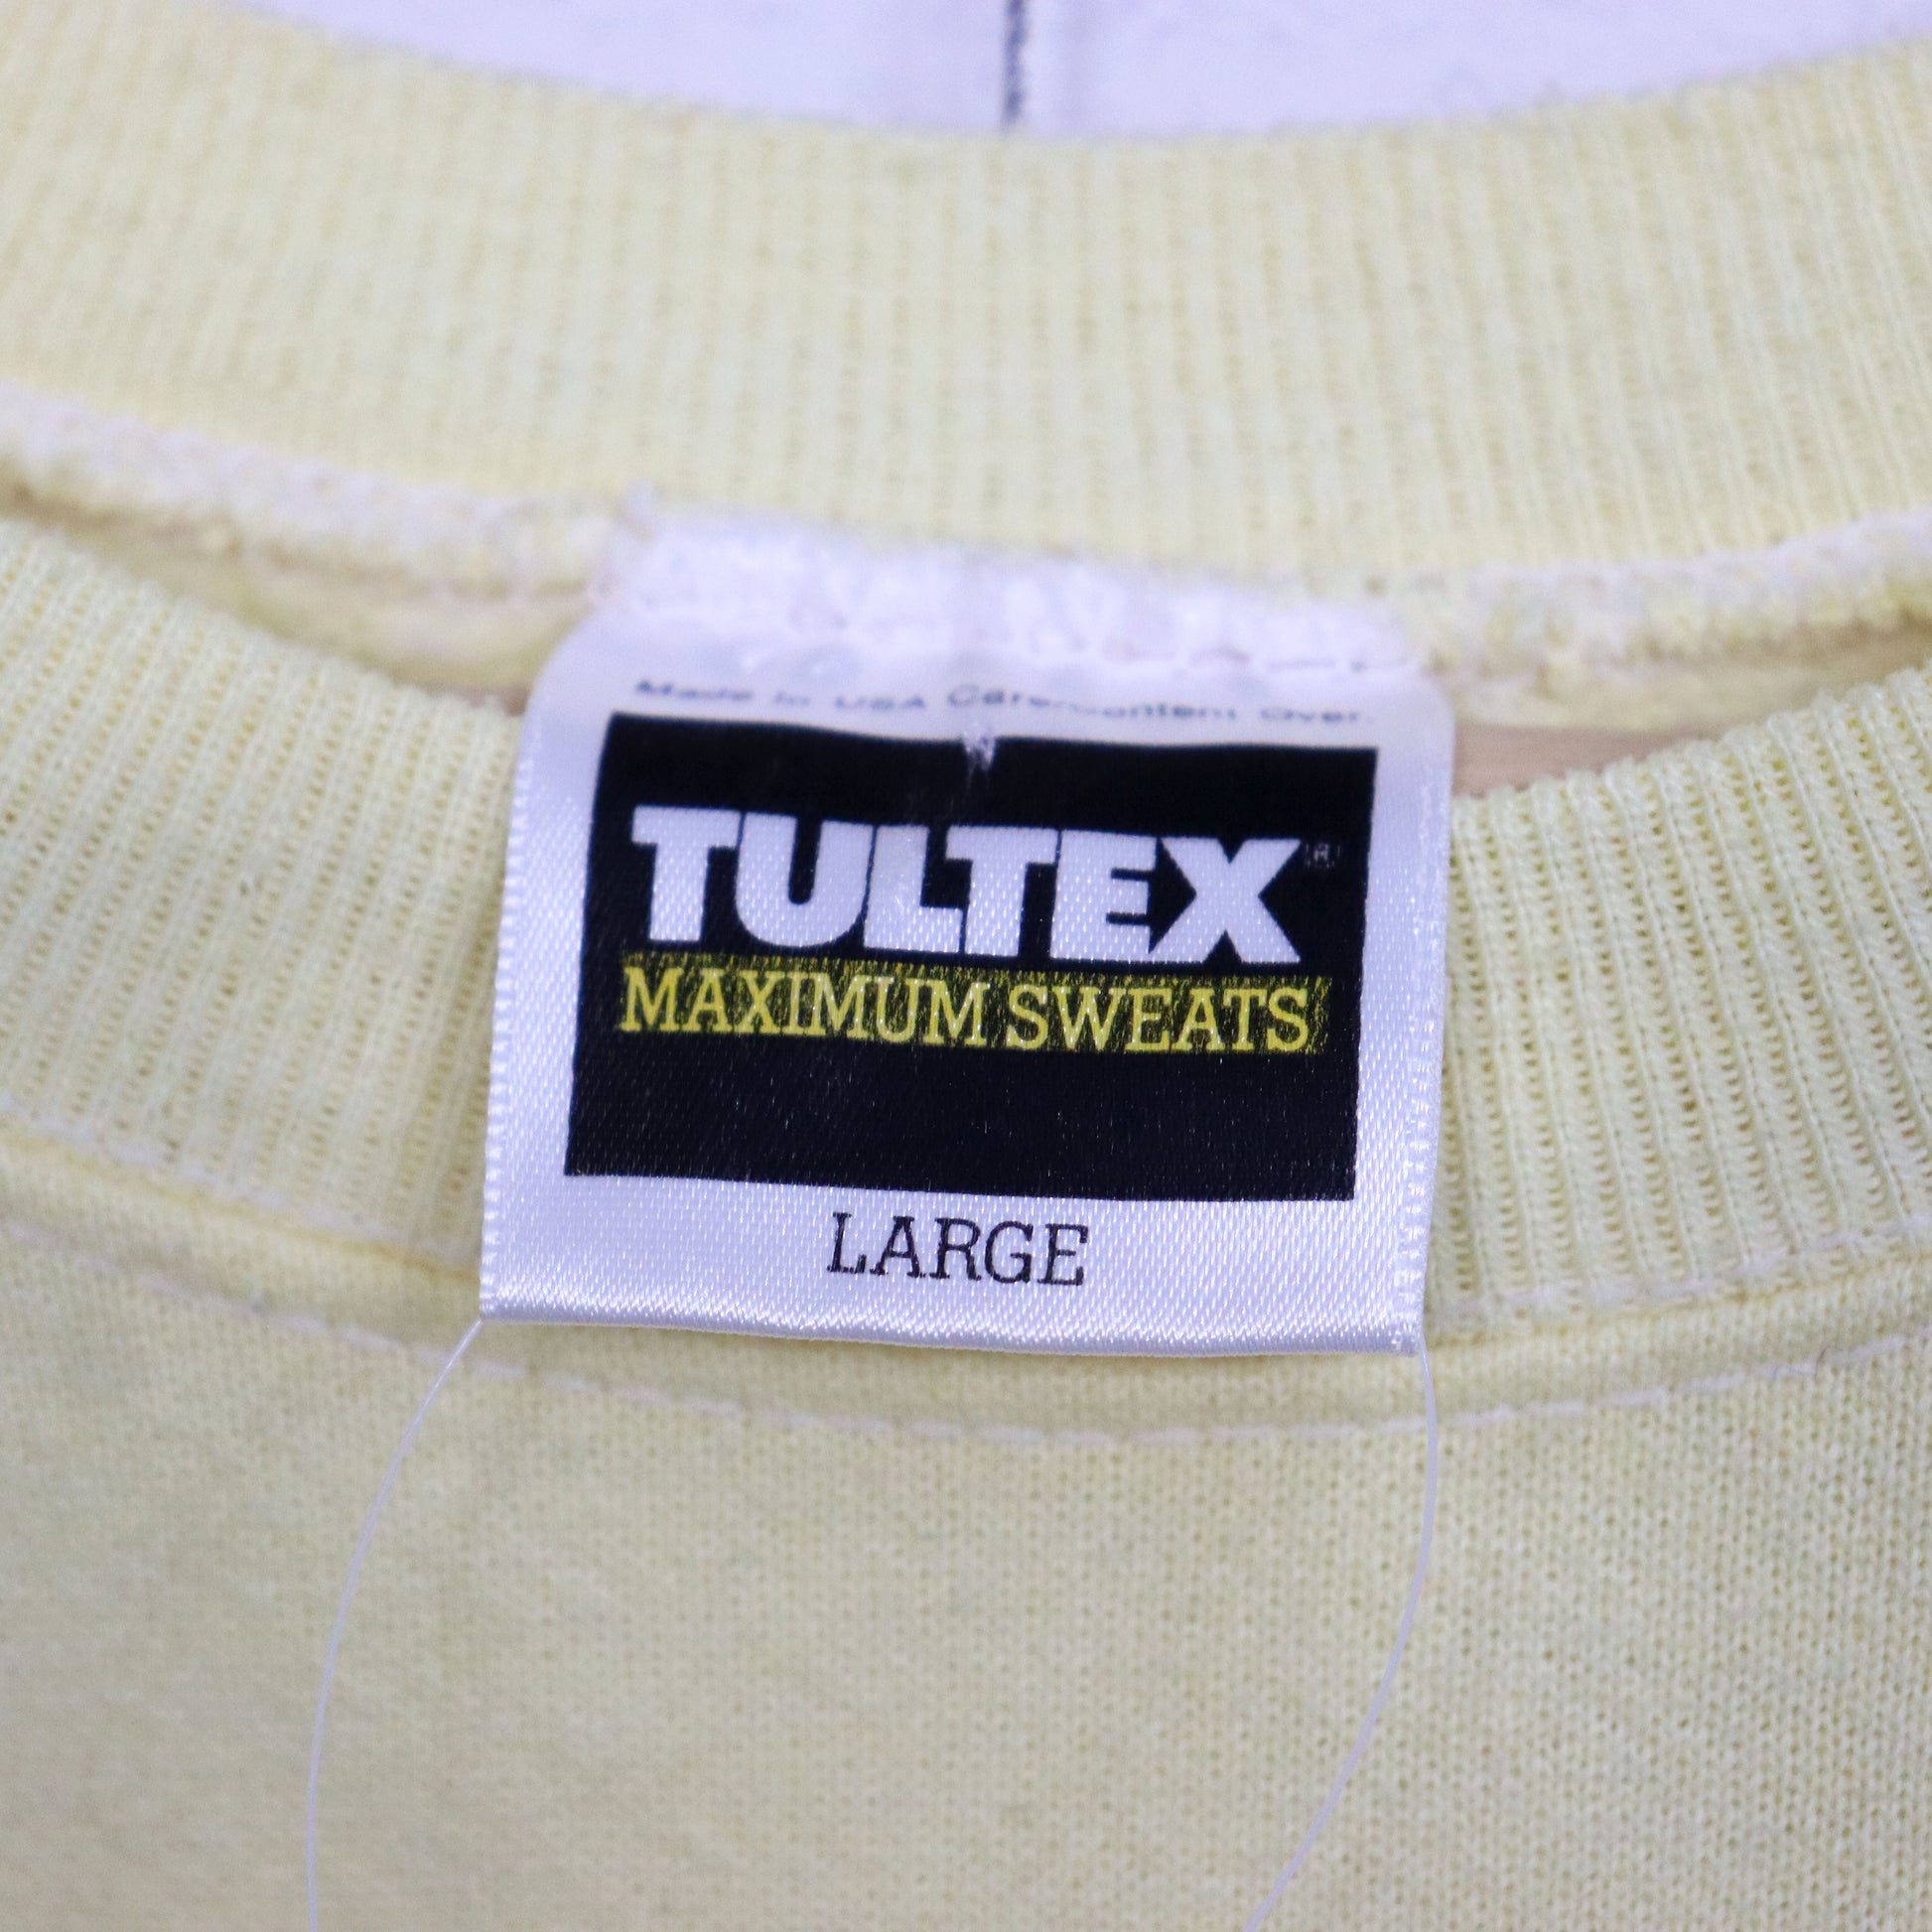 Made in USA Care/Content Over.
TULTEX®
MAXIMUM SWEATS
LARGE